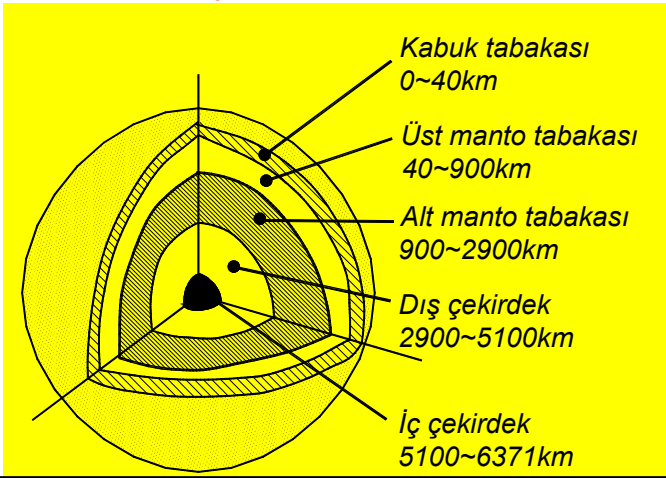 Kabuk tabakası
0~40km
Üst manto tabakası
40~900km
Alt manto tabakası
900~2900km
Dış çekirdek
2900~5100km
İç çekirdek
5100~6371km